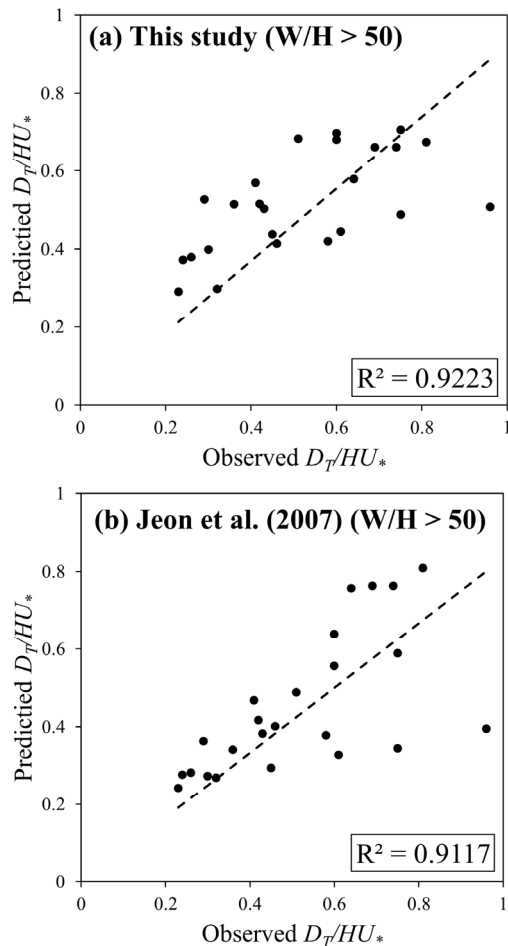 (a) This study (W/H > 50)
1
0.8
0.6
0.4
0.2
0
Predictied D_T/HU_*
R² = 0.9223
0 0.2 0.4 0.6 0.8 1
Observed D_T/HU_*
(b) Jeon et al. (2007) (W/H > 50)
1
0.8
0.6
0.4
0.2
0
Predictied D_T/HU_*
R² = 0.9117
0 0.2 0.4 0.6 0.8 1
Observed D_T/HU_*